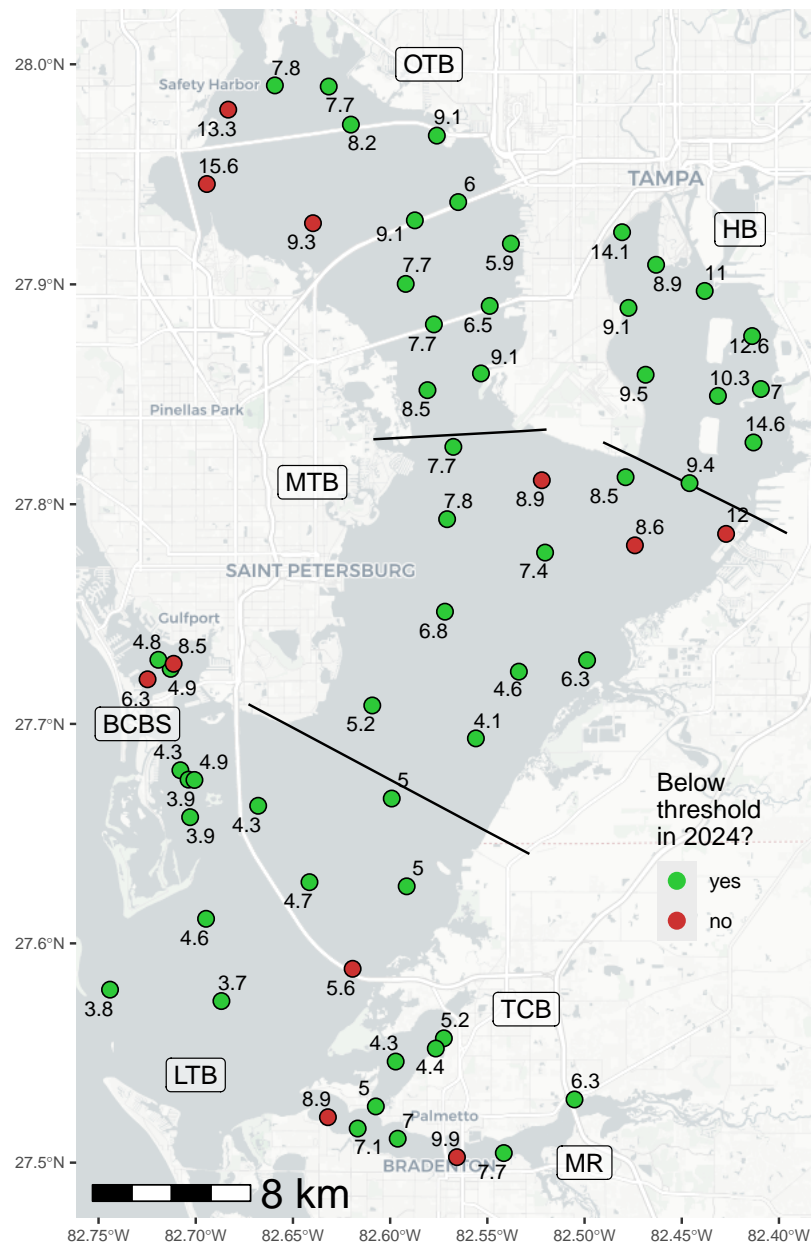 28.0°N
27.9°N
27.8°N
27.7°N
27.6°N
27.5°N
OTB
7.8
Safety Harbor
7.7
9.1
13.3
8.2
15.6
6
TAMPA
9.3
9.1
HB
5.9
14.1
8.9
11
7.7
6.5
9.1
12.6
7.7
9.1
10.3
7
8.5
9.5
Pinellas Park
14.6
7.7
9.4
MTB
8.9
8.5
7.8
12
8.6
7.4
SAINT PETERSBURG
6.8
Gulfport
4.8
8.5
4.9
6.3
6.3
4.6
5.2
BCBS
4.1
4.3
4.9
5
3.9
4.3
3.9
Below
threshold
in 2024?
yes
no
4.7
5
4.6
5.6
3.7
3.8
TCB
5.2
4.3
4.4
LTB
6.3
5
8.9
Palmetto
7
7.1
9.9
7.7
BRADENTON
MR
8 km
82.75°W
82.70°W
82.65°W
82.60°W
82.55°W
82.50°W
82.45°W
82.40°W